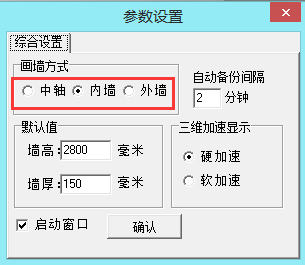 参数设置
综合设置
画墙方式
中轴 内墙 外墙
自动备份间隔
2 分钟
默认值
墙高: 2800 毫米
墙厚: 150 毫米
三维加速显示
硬加速
软加速
启动窗口
确认